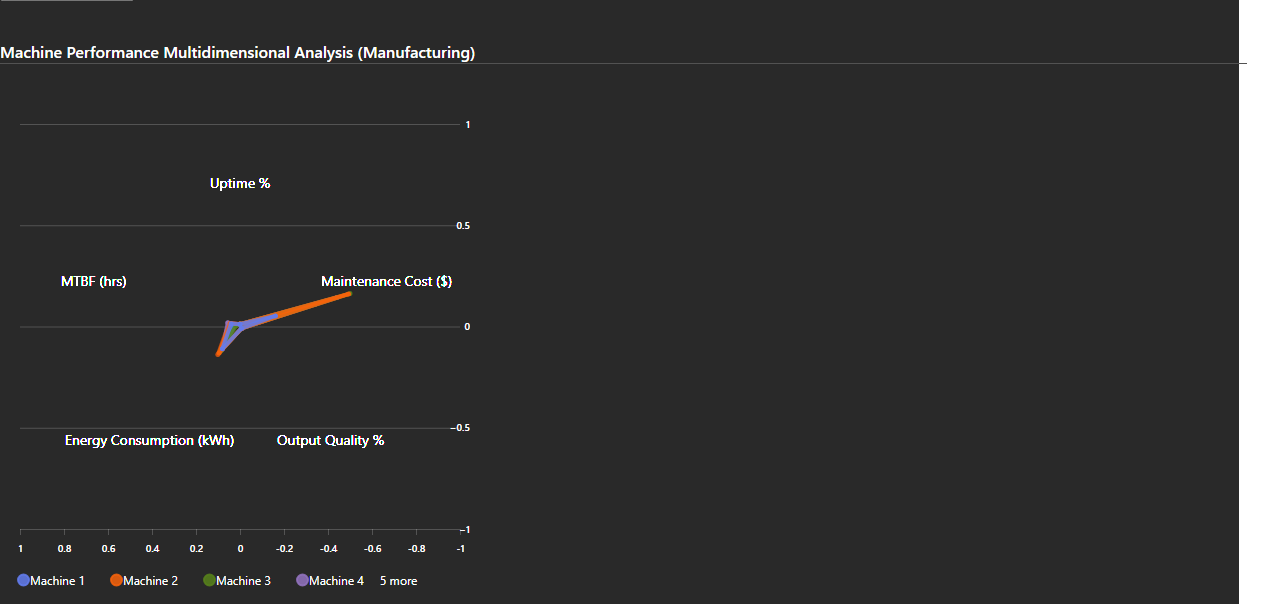 Machine Performance Multidimensional Analysis (Manufacturing)
1
Uptime %
0.5
MTBF (hrs)
Maintenance Cost ($)
0
−0.5
Energy Consumption (kWh)
Output Quality %
−1
1 0.8 0.6 0.4 0.2 0 -0.2 -0.4 -0.6 -0.8 -1
Machine 1 Machine 2 Machine 3 Machine 4 5 more